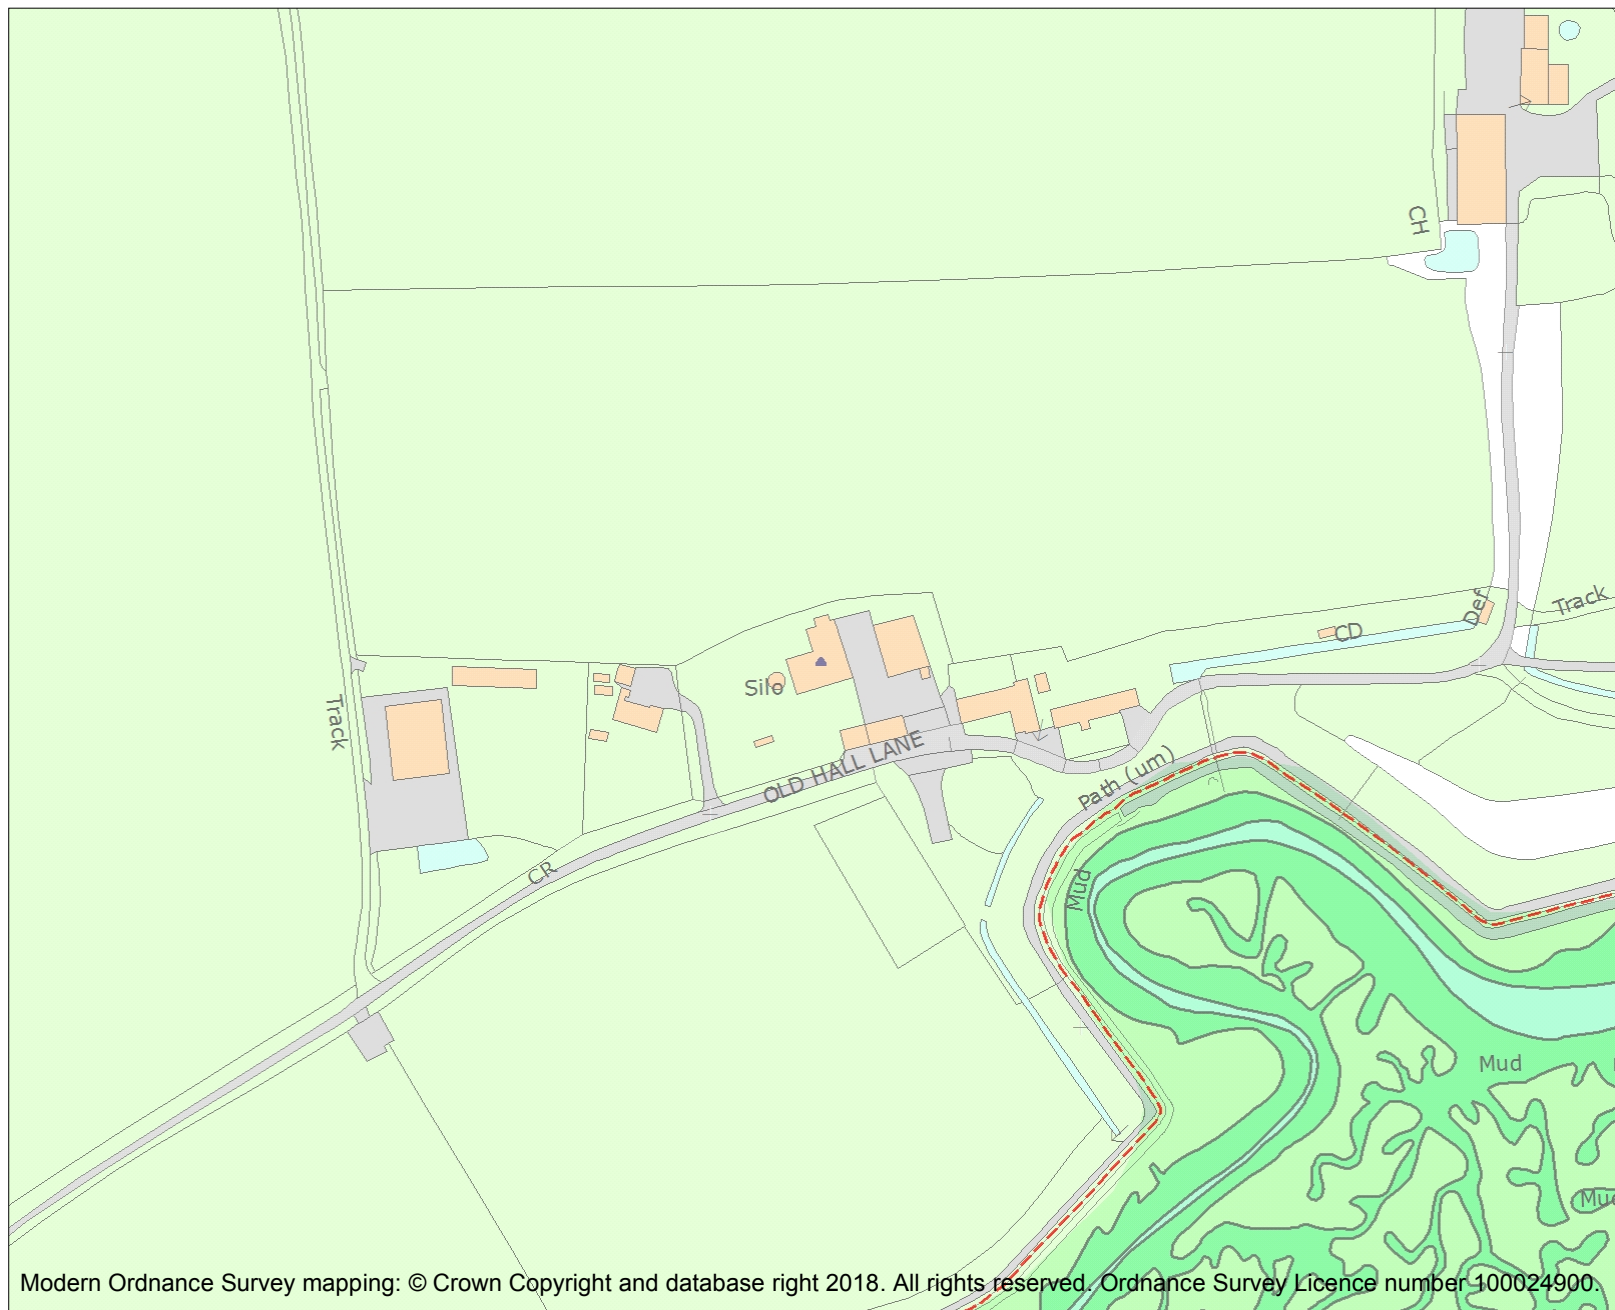 CH
Def
Track
CD
Silo
Track
OLD HALL LANE
Path (um)
CR
Mud
Mud
Modern Ordnance Survey mapping: © Crown Copyright and database right 2018. All rights reserved. Ordnance Survey Licence number 100024900.